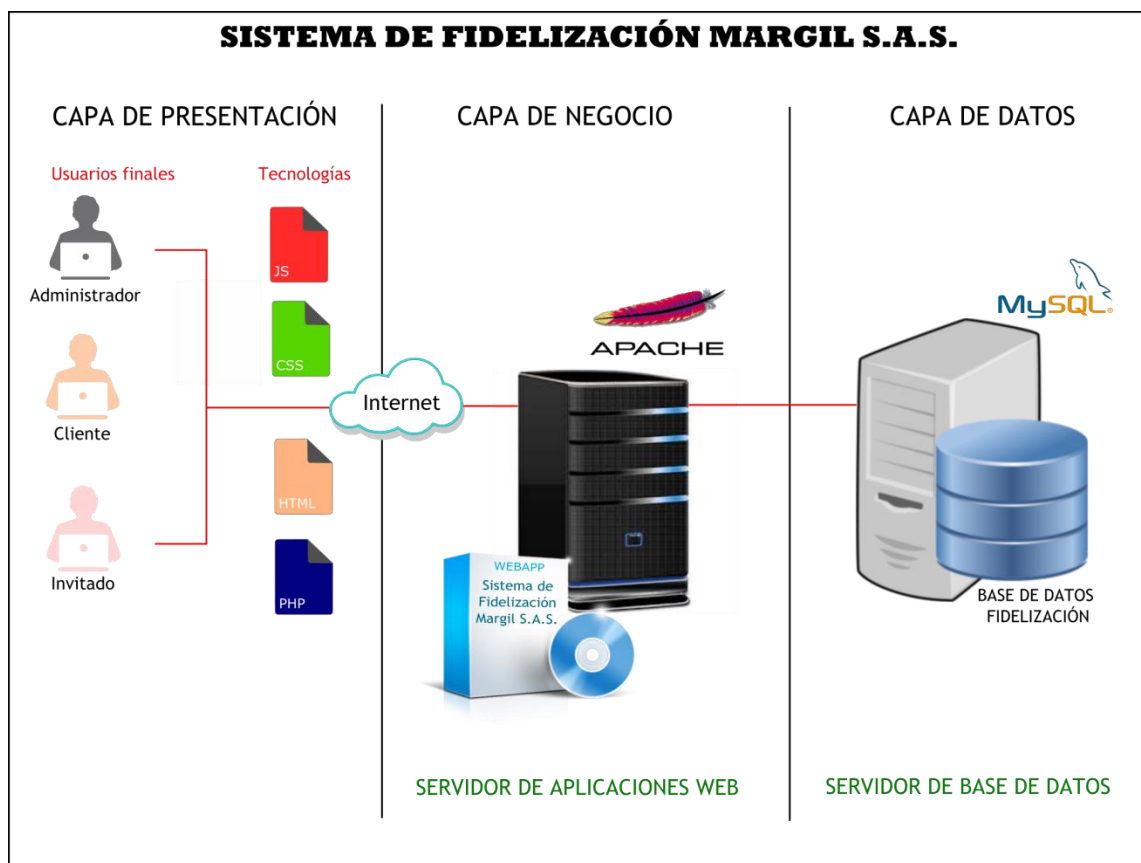 SISTEMA DE FIDELIZACIÓN MARGIL S.A.S.
CAPA DE PRESENTACIÓN
CAPA DE NEGOCIO
CAPA DE DATOS
Usuarios finales
Tecnologías
Administrador
Cliente
Invitado
JS
CSS
HTML
PHP
Internet
APACHE
WEBAPP
Sistema de
Fidelización
Margil S.A.S.
SERVIDOR DE APLICACIONES WEB
MySQL®
BASE DE DATOS
FIDELIZACIÓN
SERVIDOR DE BASE DE DATOS